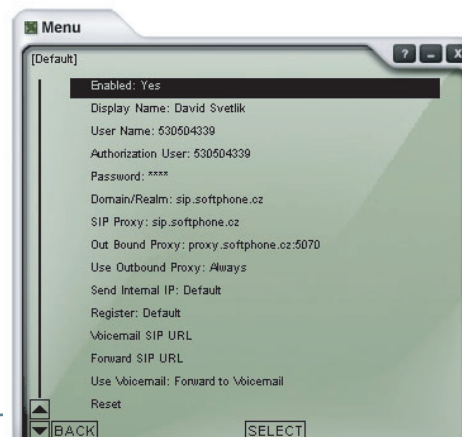 Menu
? - X
[Default]
Enabled: Yes
Display Name: David Svetlik
User Name: 530504339
Authorization User: 530504339
Password: ****
Domain/Realm: sip.softphone.cz
SIP Proxy: sip.softphone.cz
Out Bound Proxy: proxy.softphone.cz:5070
Use Outbound Proxy: Always
Send Internal IP: Default
Register: Default
Voicemail SIP URL
Forward SIP URL
Use Voicemail: Forward to Voicemail
Reset
BACK SELECT